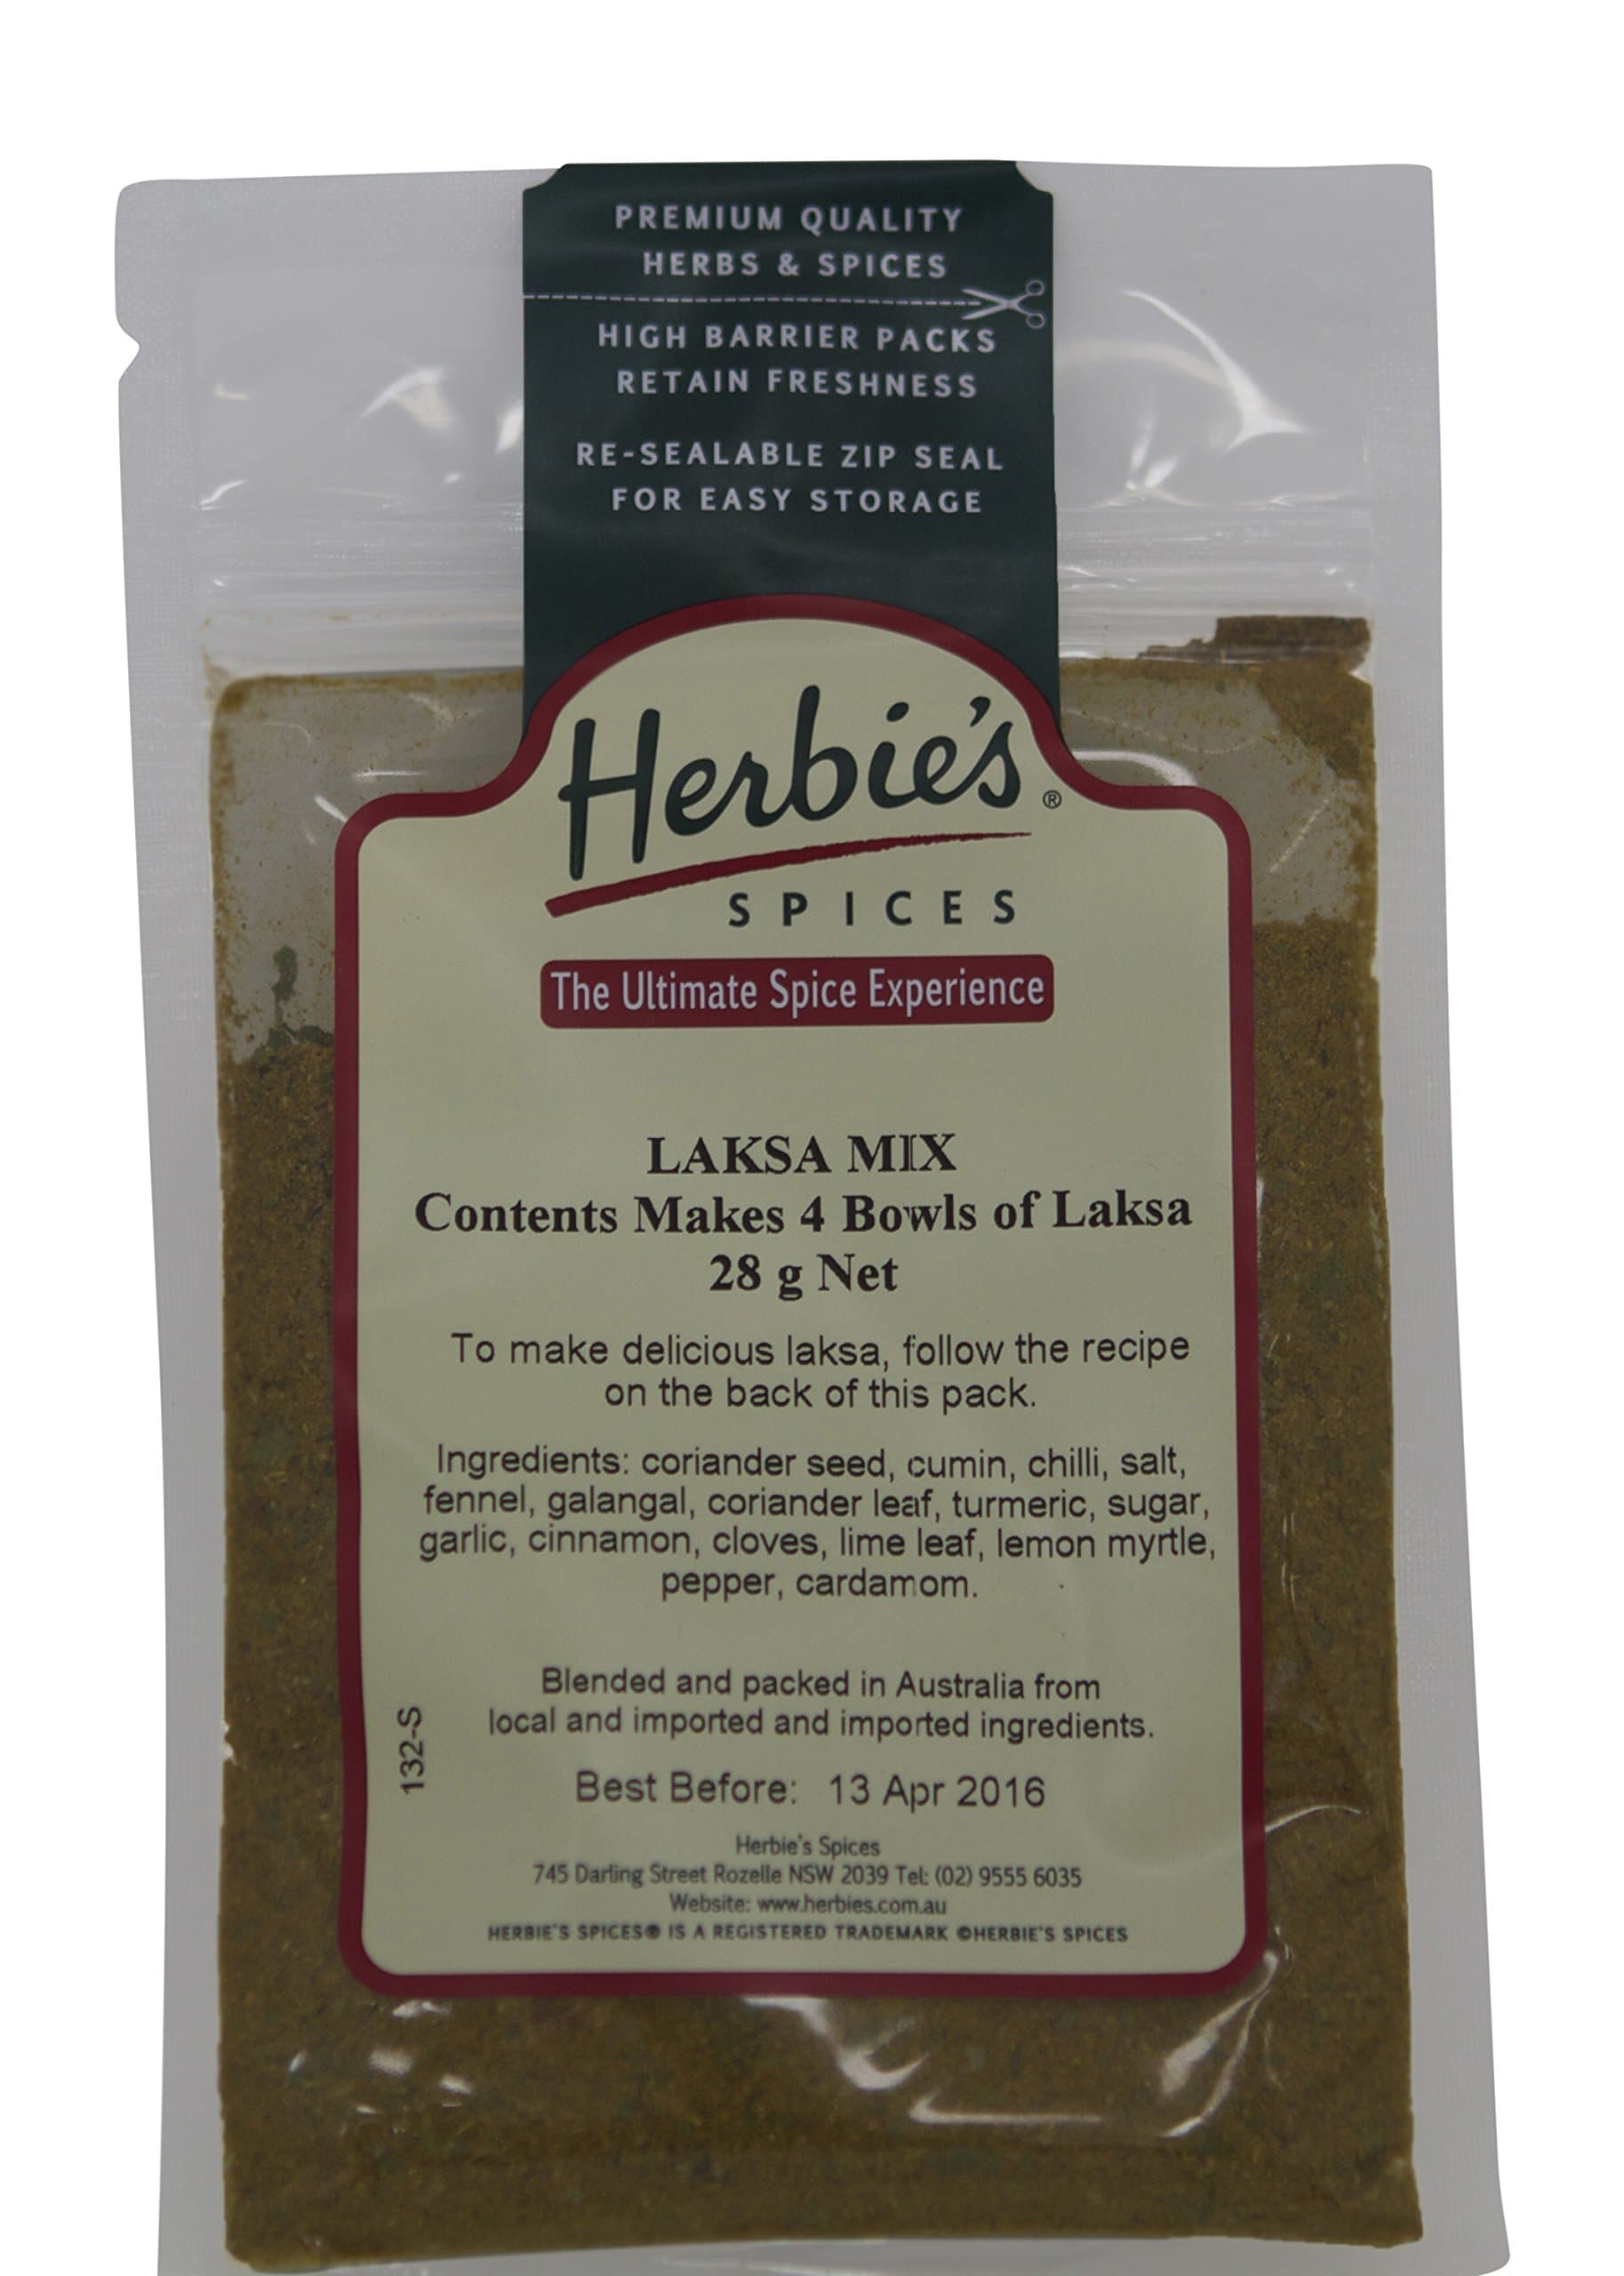 PREMIUM QUALITY
HERBS & SPICES
HIGH BARRIER PACKS
RETAIN FRESHNESS
RE-SEALABLE ZIP SEAL
FOR EASY STORAGE
Herbie's®
SPICES
The Ultimate Spice Experience
LAKSA MIX
Contents Makes 4 Bowls of Laksa
28 g Net
To make delicious laksa, follow the recipe
on the back of this pack.
Ingredients: coriander seed, cumin, chilli, salt,
fennel, galangal, coriander leaf, turmeric, sugar,
garlic, cinnamon, cloves, lime leaf, lemon myrtle,
pepper, cardamom.
Blended and packed in Australia from
local and imported and imported ingredients.
132-S
Best Before: 13 Apr 2016
Herbie's Spices
745 Darling Street Rozelle NSW 2039 Tel: (02) 9555 6035
Website: www.herbies.com.au
HERBIE'S SPICES® IS A REGISTERED TRADEMARK ©HERBIE'S SPICES